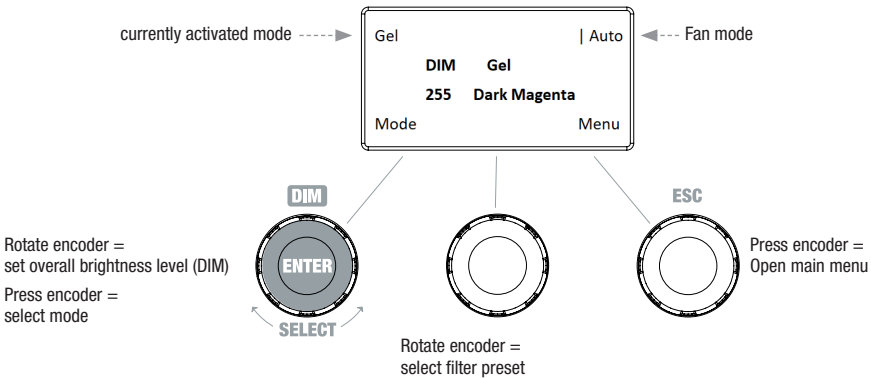 currently activated mode
Gel
| Auto
Fan mode
DIM Gel
255 Dark Magenta
Mode
Menu
DIM
ESC
Rotate encoder =
set overall brightness level (DIM)
Press encoder =
select mode
ENTER
SELECT
Press encoder =
Open main menu
Rotate encoder =
select filter preset